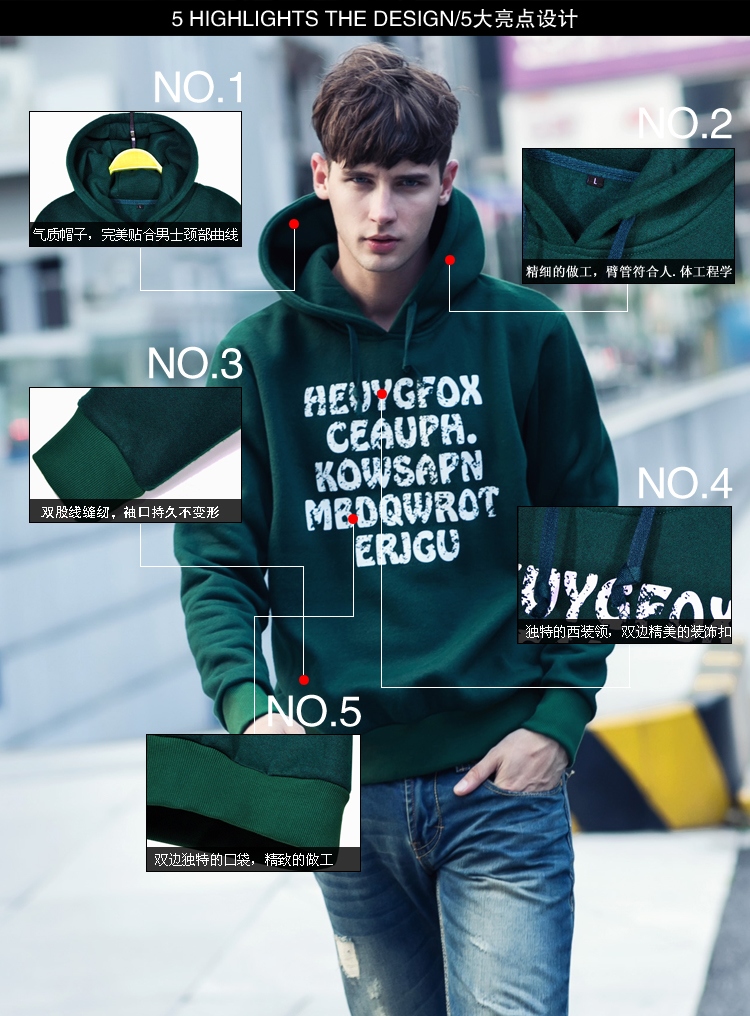 5 HIGHLIGHTS THE DESIGN/5大亮点设计
NO.1
气质帽子，完美贴合男士颈部曲线
NO.2
L
精细的做工，臂管符合人.体工程学
NO.3
双股线缝纫，袖口持久不变形
HEUYGFOX
CEAUPH.
KOWSAPN
MBDQWROT
ERJGU
NO.4
UYGFOX
独特的西装领，双边精美的装饰扣
NO.5
双边独特的口袋，精致的做工